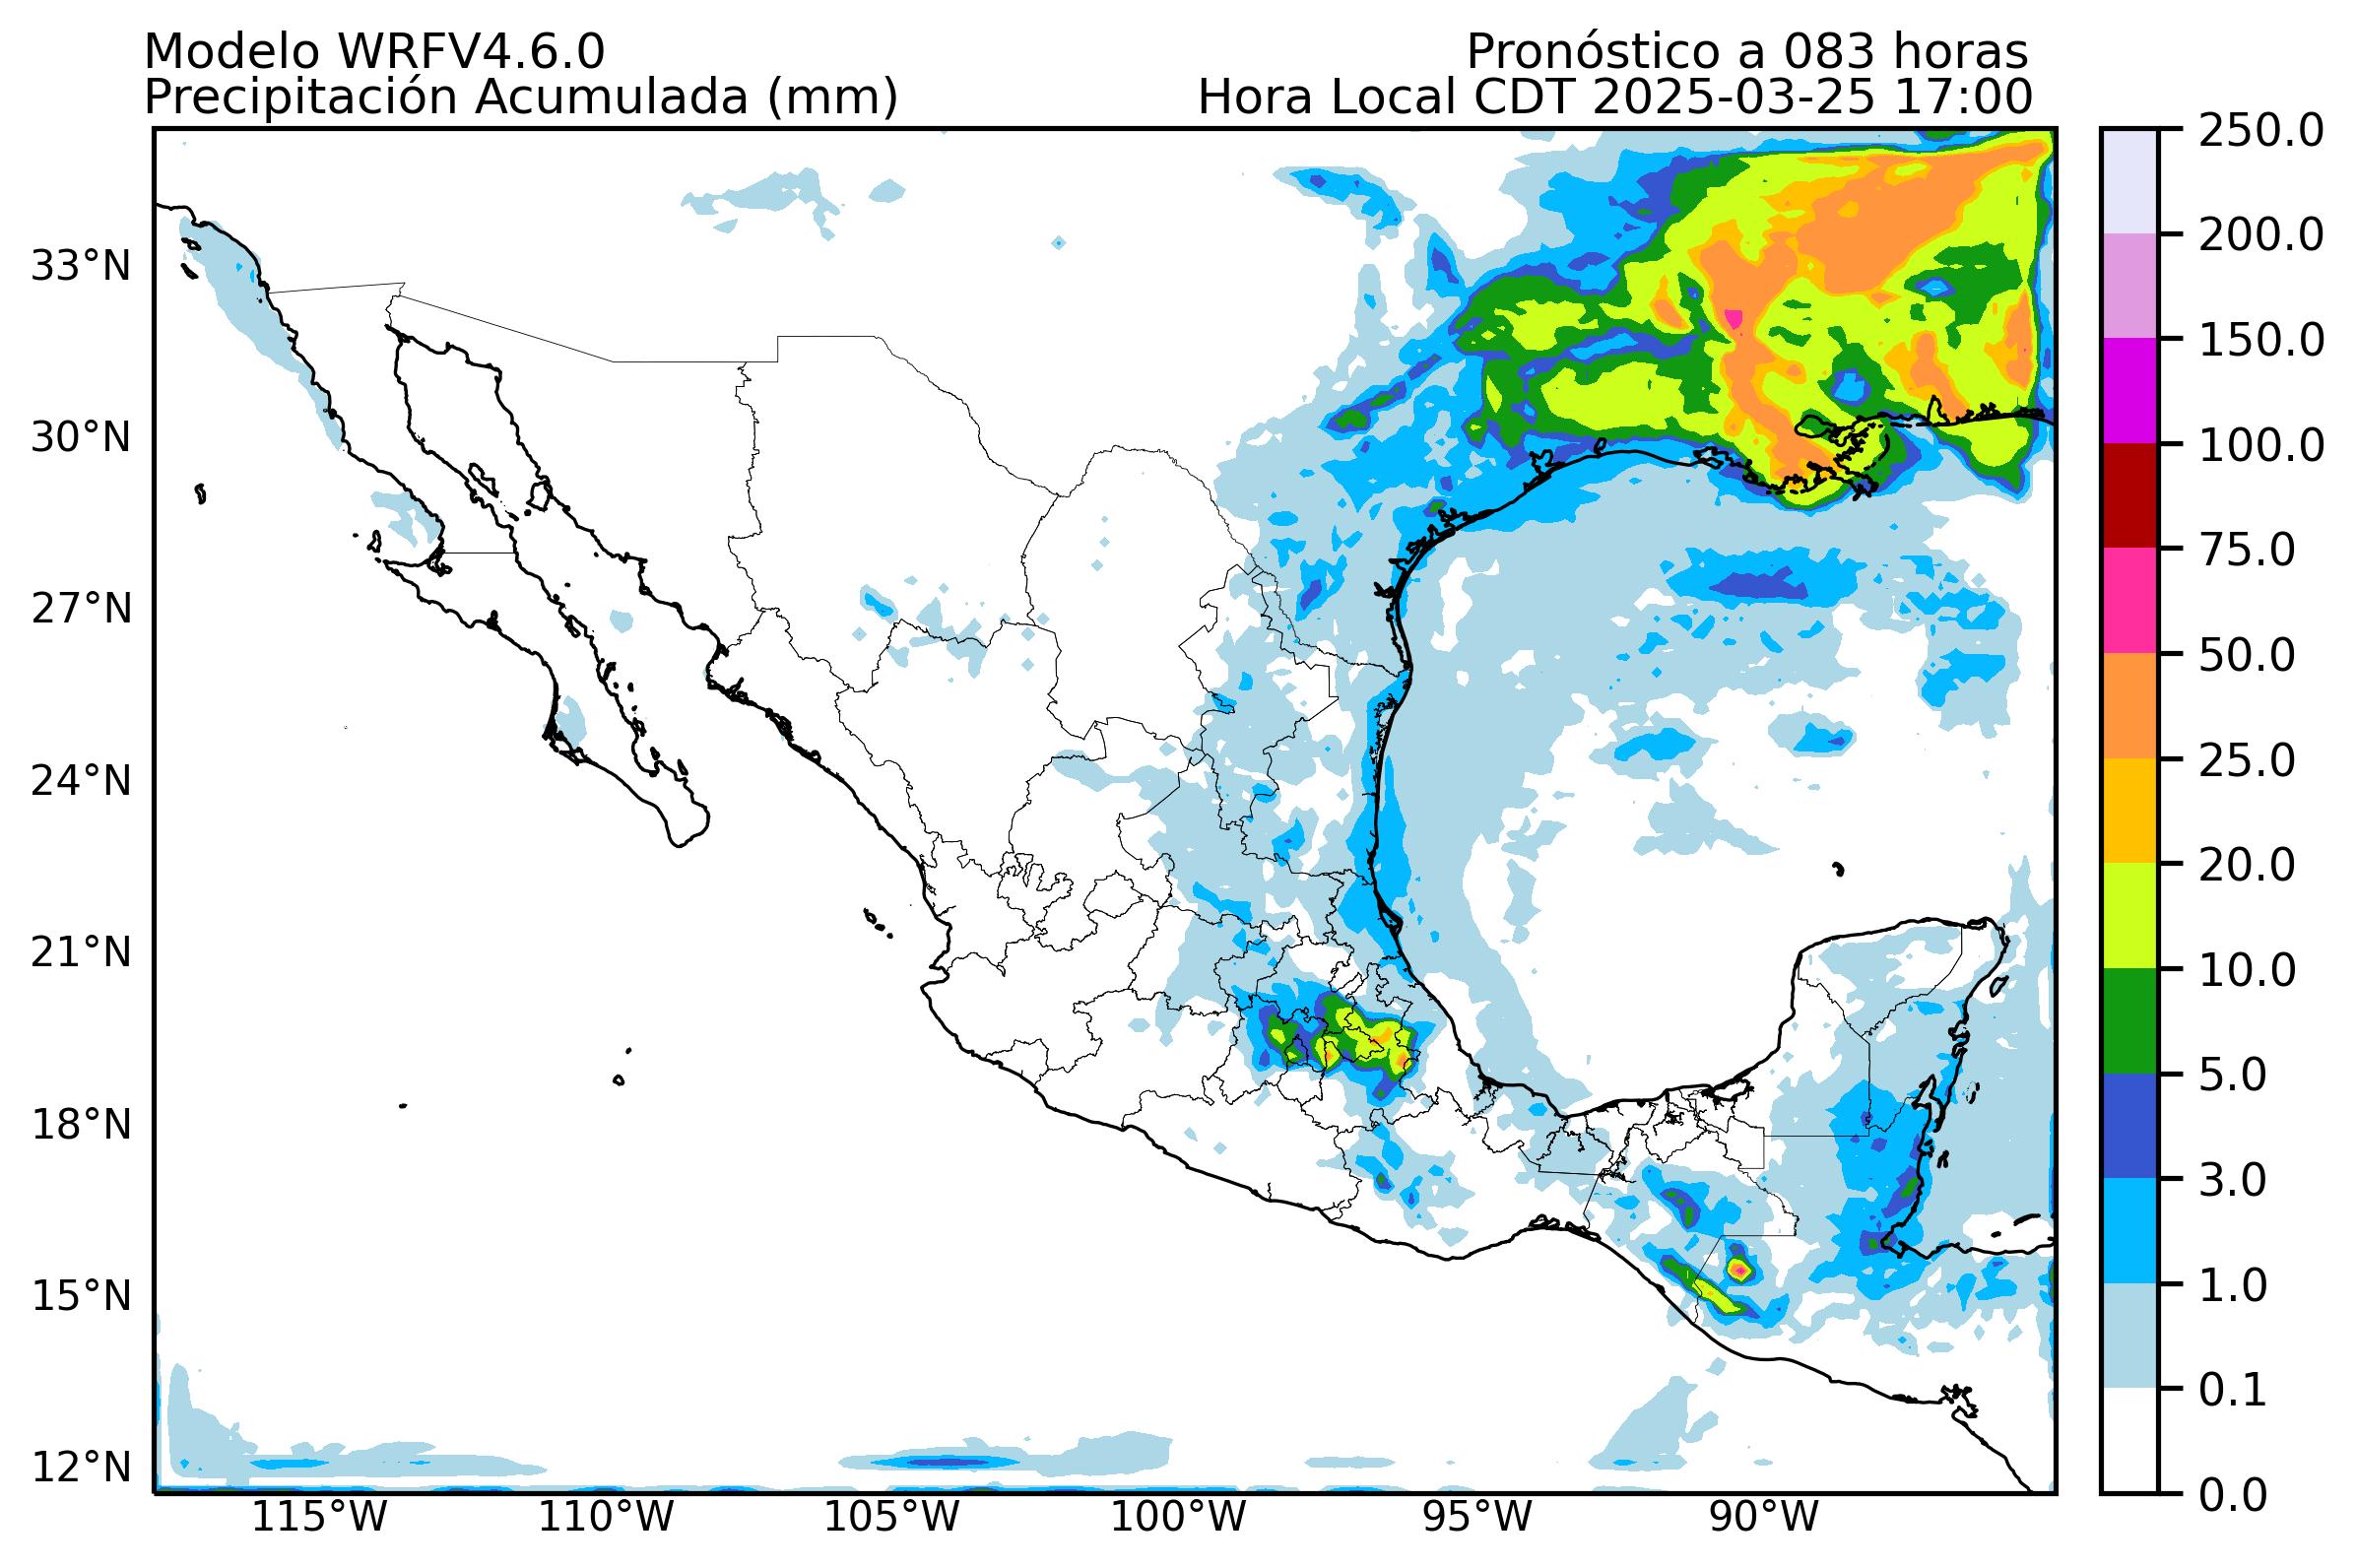 Modelo WRFV4.6.0
Pronóstico a 083 horas
Precipitación Acumulada (mm)
Hora Local CDT 2025-03-25 17:00
33°N
30°N
27°N
24°N
21°N
18°N
15°N
12°N
115°W
110°W
105°W
100°W
95°W
90°W
250.0
200.0
150.0
100.0
75.0
50.0
25.0
20.0
10.0
5.0
3.0
1.0
0.1
0.0